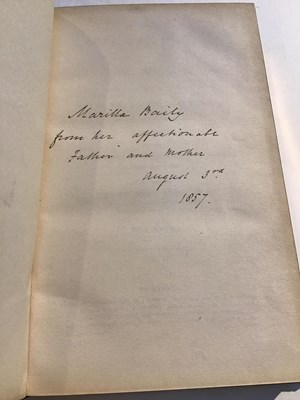 Marilla Baily
from her affectionate
Father and Mother
August 3rd
1857.